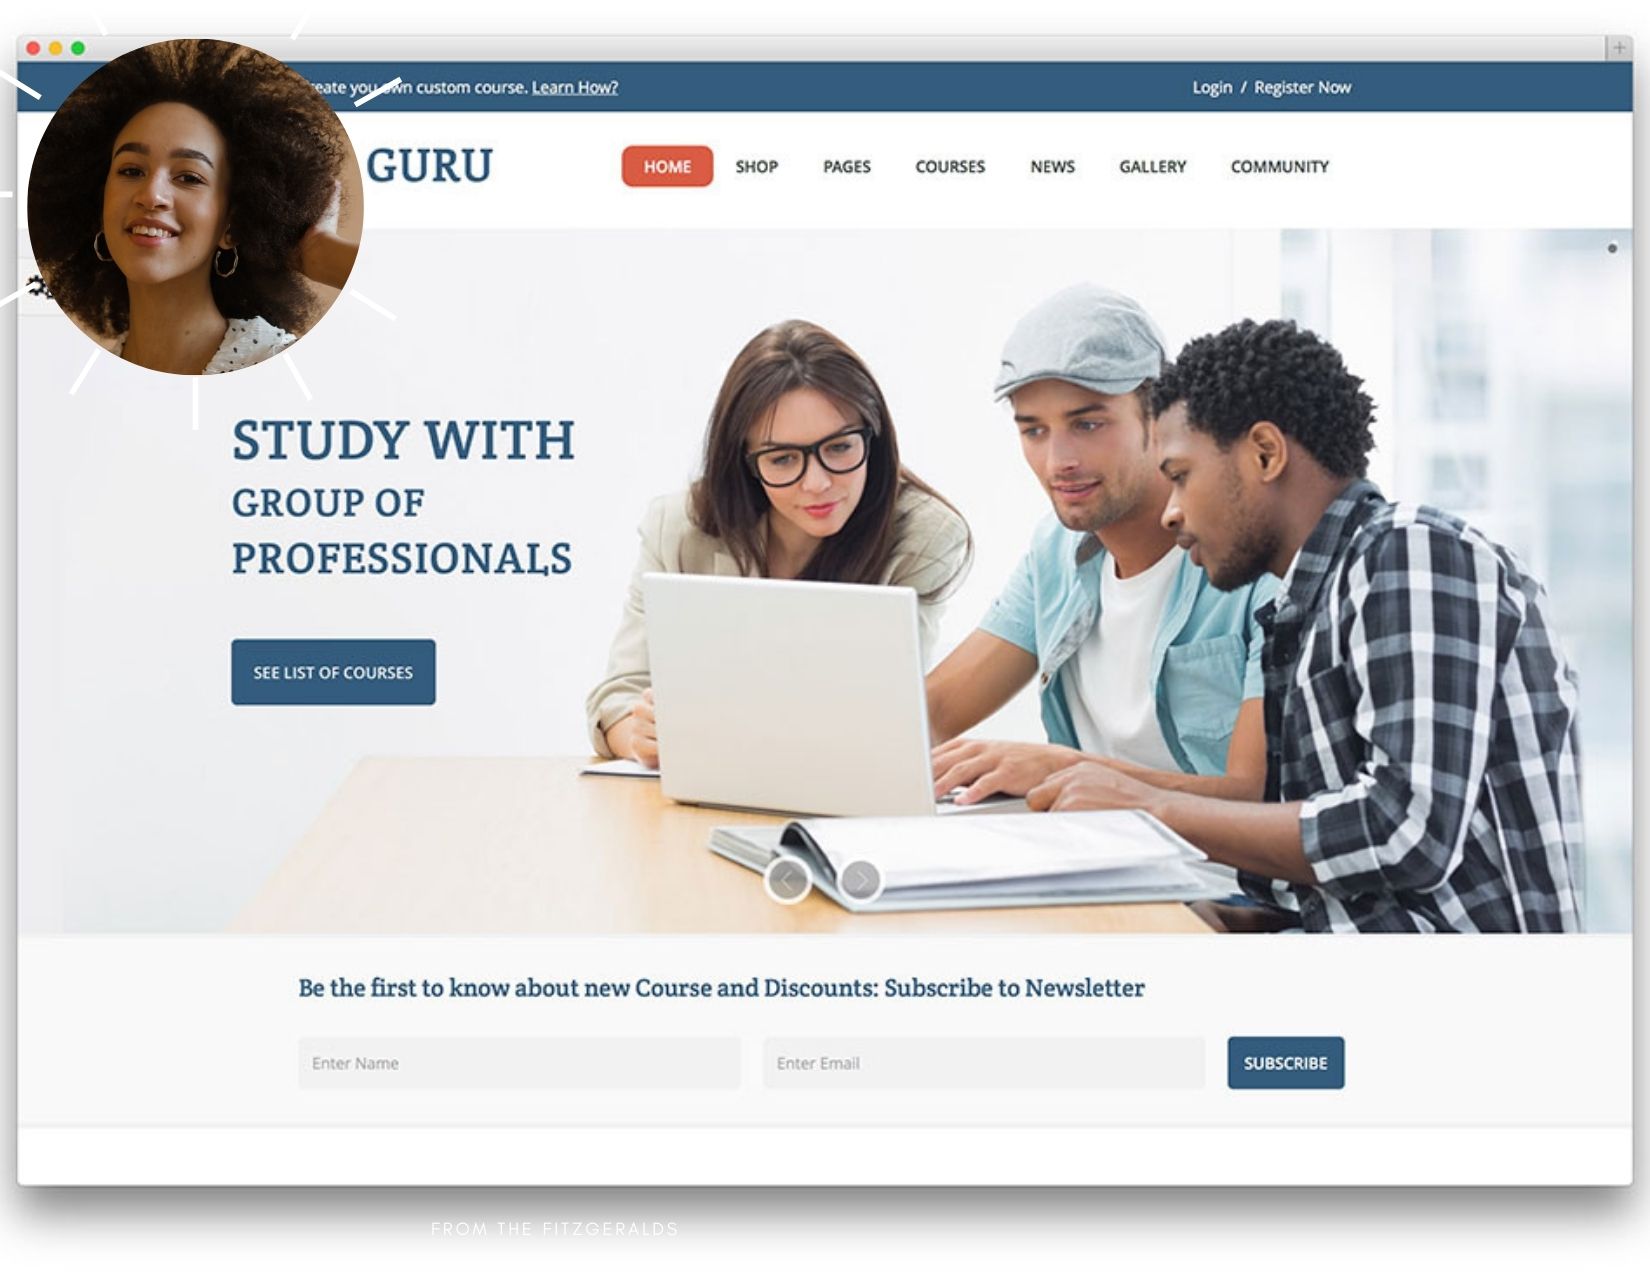 eate you own custom course. Learn How?
Login / Register Now
GURU
HOME SHOP PAGES COURSES NEWS GALLERY COMMUNITY
STUDY WITH
GROUP OF
PROFESSIONALS
SEE LIST OF COURSES
Be the first to know about new Course and Discounts: Subscribe to Newsletter
Enter Name
Enter Email
SUBSCRIBE
FROM THE FITZGERALDS